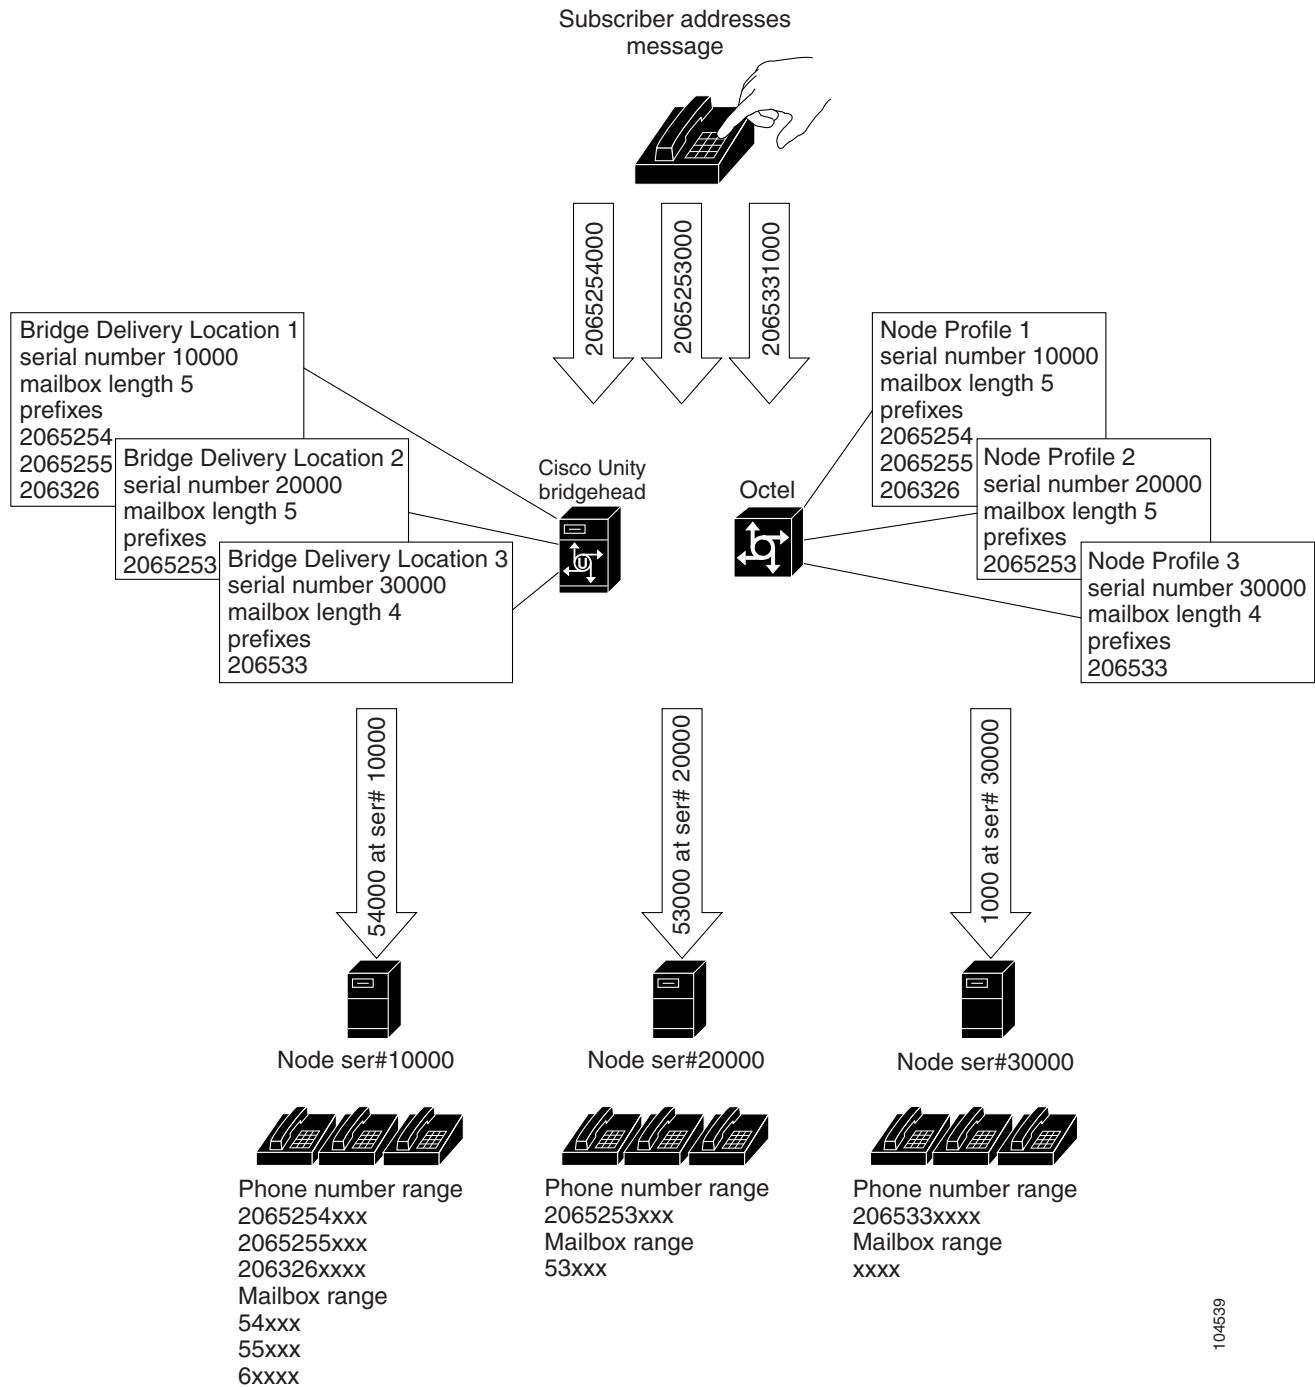 Subscriber addresses
message
2065254000
2065253000
2065331000
Bridge Delivery Location 1
serial number 10000
mailbox length 5
prefixes
2065254
2065255
206326
Bridge Delivery Location 2
serial number 20000
mailbox length 5
prefixes
2065253
Bridge Delivery Location 3
serial number 30000
mailbox length 4
prefixes
206533
Cisco Unity
bridgehead
Octel
Node Profile 1
serial number 10000
mailbox length 5
prefixes
2065254
2065255
206326
Node Profile 2
serial number 20000
mailbox length 5
prefixes
2065253
Node Profile 3
serial number 30000
mailbox length 4
prefixes
206533
54000 at ser# 10000
53000 at ser# 20000
1000 at ser# 30000
U
Node ser#10000
Node ser#20000
Node ser#30000
Phone number range
2065254xxx
2065255xxx
206326xxxx
Mailbox range
54xxx
55xxx
6xxxx
Phone number range
2065253xxx
Mailbox range
53xxx
Phone number range
206533xxxx
Mailbox range
xxxx
104539